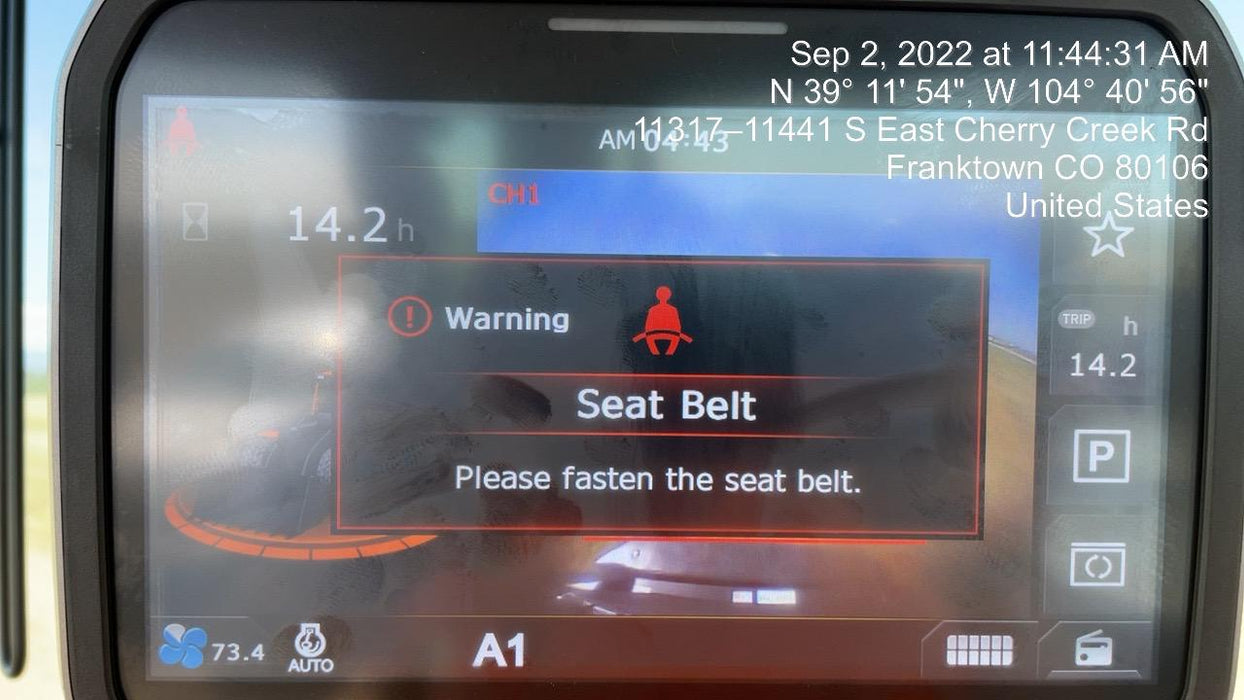 Sep 2, 2022 at 11:44:31 AM
N 39° 11' 54", W 104° 40' 56"
11317–11441 S East Cherry Creek Rd
AM 04:43
Franktown CO 80106
United States
CH1
14.2 h
Warning
TRIP h
14.2
Seat Belt
P
Please fasten the seat belt.
73.4
AUTO
A1